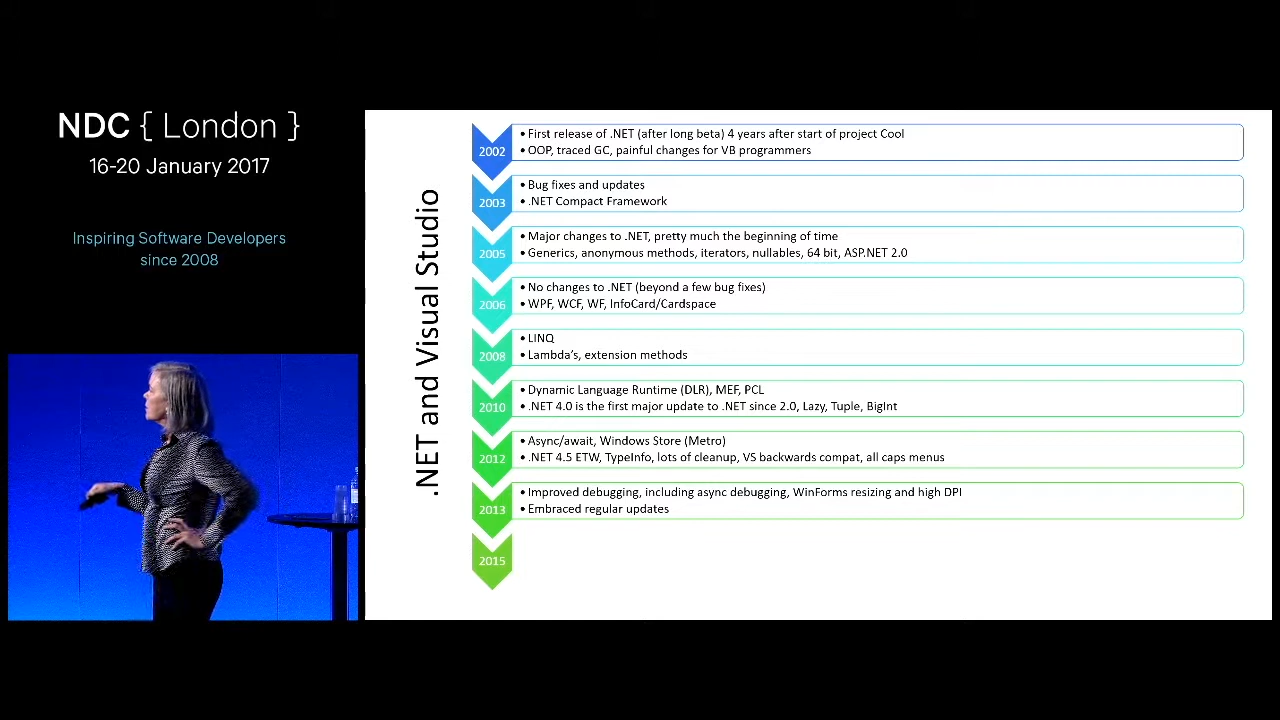 NDC { London }
16-20 January 2017
Inspiring Software Developers
since 2008
.NET and Visual Studio
2002
• First release of .NET (after long beta) 4 years after start of project Cool
• OOP, traced GC, painful changes for VB programmers
2003
• Bug fixes and updates
• .NET Compact Framework
2005
• Major changes to .NET, pretty much the beginning of time
• Generics, anonymous methods, iterators, nullables, 64 bit, ASP.NET 2.0
2006
• No changes to .NET (beyond a few bug fixes)
• WPF, WCF, WF, InfoCard/Cardspace
2008
• LINQ
• Lambda's, extension methods
2010
• Dynamic Language Runtime (DLR), MEF, PCL
• .NET 4.0 is the first major update to .NET since 2.0, Lazy, Tuple, BigInt
2012
• Async/await, Windows Store (Metro)
• .NET 4.5 ETW, TypeInfo, lots of cleanup, VS backwards compat, all caps menus
2013
• Improved debugging, including async debugging, WinForms resizing and high DPI
• Embraced regular updates
2015